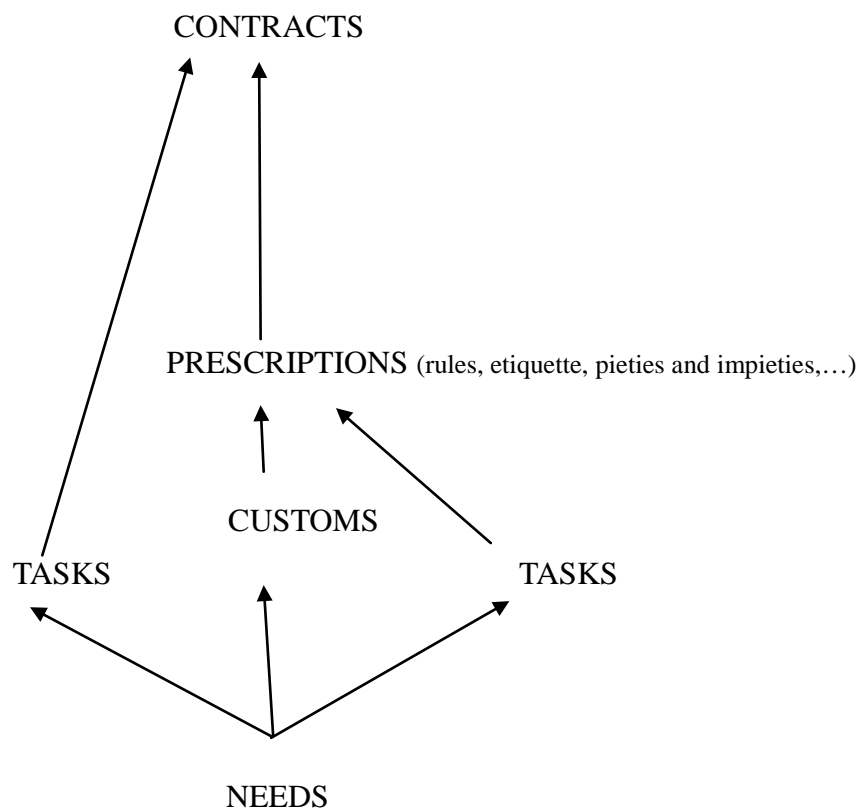 CONTRACTS
PRESCRIPTIONS (rules, etiquette, pieties and impieties,…)
CUSTOMS
TASKS
TASKS
NEEDS